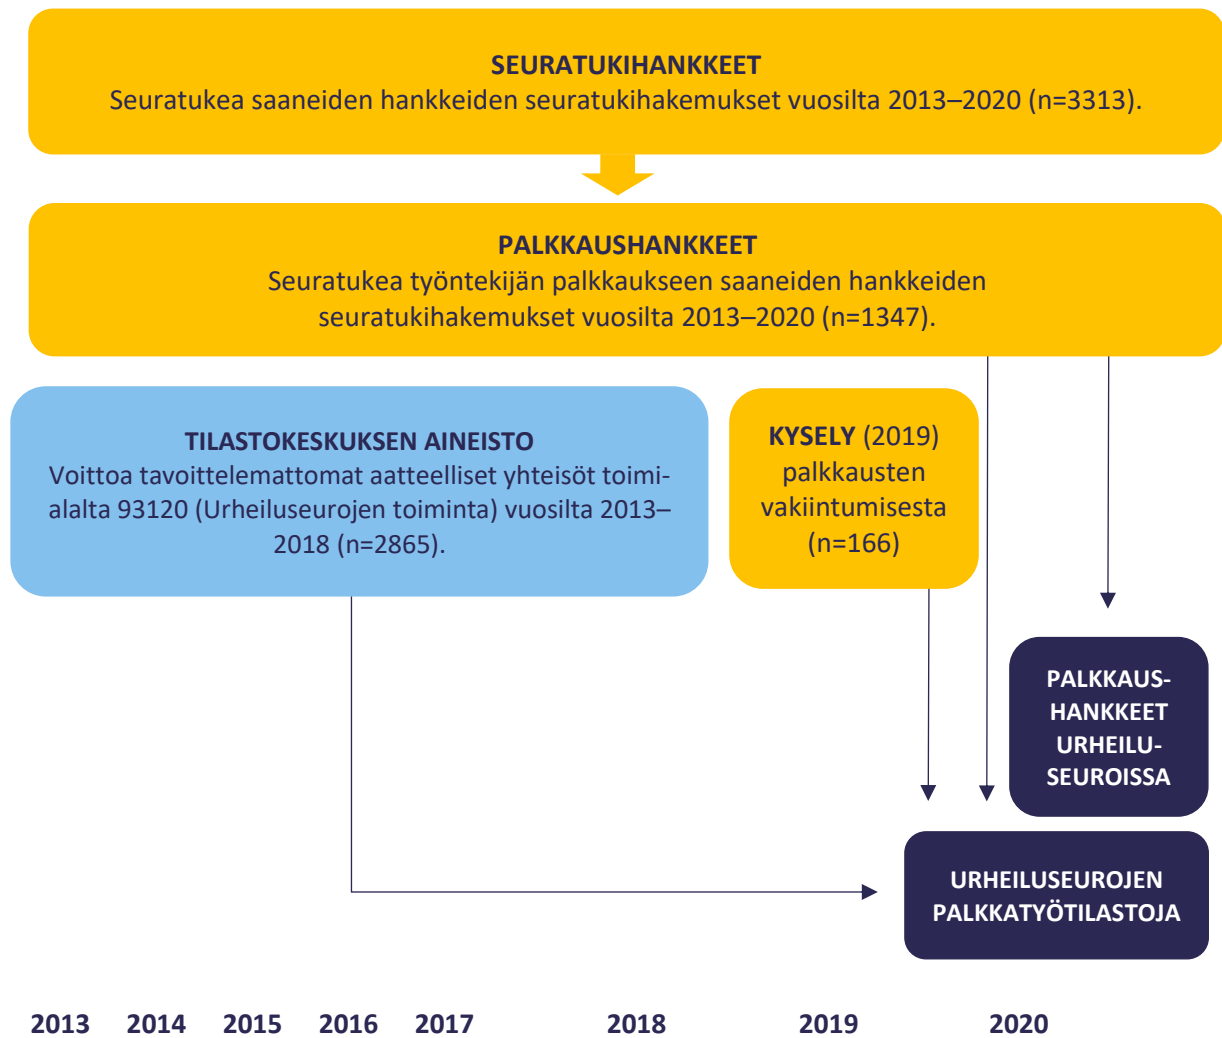 SEURATUKIHANKKEET
Seuratukea saaneiden hankkeiden seuratukihakemukset vuosilta 2013–2020 (n=3313).
PALKKAUSHANKKEET
Seuratukea työntekijän palkkaukseen saaneiden hankkeiden
seuratukihakemukset vuosilta 2013–2020 (n=1347).
TILASTOKESKUKSEN AINEISTO
Voittoa tavoittelemattomat aatteelliset yhteisöt toimi-
alalta 93120 (Urheiluseurojen toiminta) vuosilta 2013–
2018 (n=2865).
KYSELY (2019)
palkkausten
vakiintumisesta
(n=166)
PALKKAUS-
HANKKEET
URHEILU-
SEUROISSA
URHEILUSEUROJEN
PALKKATYÖTILASTOJA
2013 2014 2015 2016 2017 2018 2019 2020